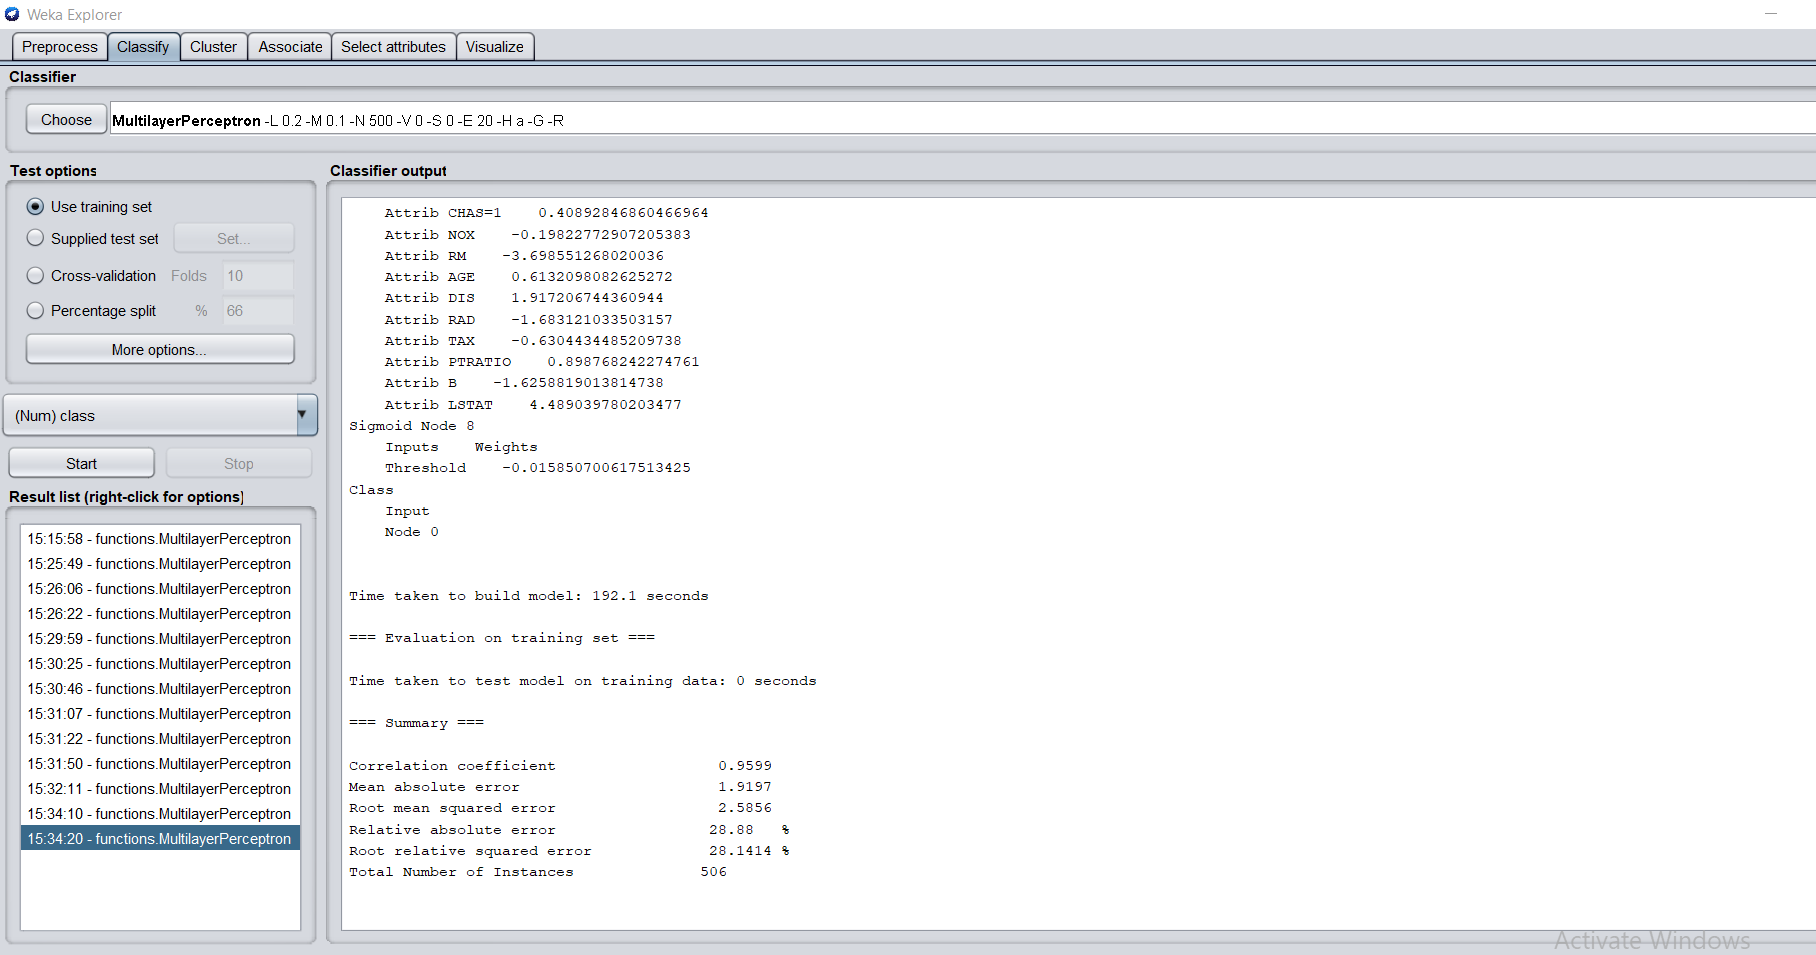 Weka Explorer
Preprocess Classify Cluster Associate Select attributes Visualize
Classifier
Choose MultilayerPerceptron -L 0.2 -M 0.1 -N 500 -V 0 -S 0 -E 20 -H a -G -R
Test options
Use training set
Supplied test set Set...
Cross-validation Folds 10
Percentage split % 66
More options...
(Num) class
Start Stop
Result list (right-click for options)
15:15:58 - functions.MultilayerPerceptron
15:25:49 - functions.MultilayerPerceptron
15:26:06 - functions.MultilayerPerceptron
15:26:22 - functions.MultilayerPerceptron
15:29:59 - functions.MultilayerPerceptron
15:30:25 - functions.MultilayerPerceptron
15:30:46 - functions.MultilayerPerceptron
15:31:07 - functions.MultilayerPerceptron
15:31:22 - functions.MultilayerPerceptron
15:31:50 - functions.MultilayerPerceptron
15:32:11 - functions.MultilayerPerceptron
15:34:10 - functions.MultilayerPerceptron
15:34:20 - functions.MultilayerPerceptron
Classifier output
Attrib CHAS=1 0.40892846860466964
Attrib NOX -0.19822772907205383
Attrib RM -3.698551268020036
Attrib AGE 0.6132098082625272
Attrib DIS 1.917206744360944
Attrib RAD -1.683121033503157
Attrib TAX -0.6304434485209738
Attrib PTRATIO 0.898768242274761
Attrib B -1.6258819013814738
Attrib LSTAT 4.489039780203477
Sigmoid Node 8
Inputs Weights
Threshold -0.015850700617513425
Class
Input
Node 0
Time taken to build model: 192.1 seconds
=== Evaluation on training set ===
Time taken to test model on training data: 0 seconds
=== Summary ===
Correlation coefficient 0.9599
Mean absolute error 1.9197
Root mean squared error 2.5856
Relative absolute error 28.88 %
Root relative squared error 28.1414 %
Total Number of Instances 506
Activate Windows